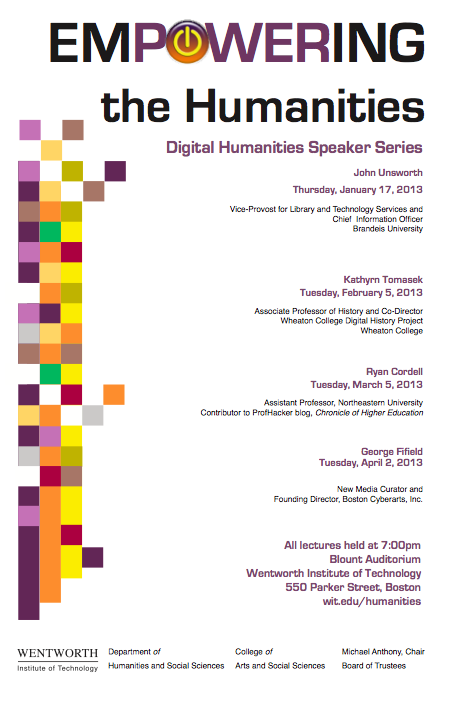 EMPOWERING
the Humanities
Digital Humanities Speaker Series
John Unsworth
Thursday, January 17, 2013
Vice-Provost for Library and Technology Services and
Chief Information Officer
Brandeis University
Kathyrn Tomasek
Tuesday, February 5, 2013
Associate Professor of History and Co-Director
Wheaton College Digital History Project
Wheaton College
Ryan Cordell
Tuesday, March 5, 2013
Assistant Professor, Northeastern University
Contributor to ProfHacker blog, Chronicle of Higher Education
George Fifield
Tuesday, April 2, 2013
New Media Curator and
Founding Director, Boston Cyberarts, Inc.
All lectures held at 7:00pm
Blount Auditorium
Wentworth Institute of Technology
550 Parker Street, Boston
wit.edu/humanities
WENTWORTH
Institute of Technology
Department of
Humanities and Social Sciences
College of
Arts and Social Sciences
Michael Anthony, Chair
Board of Trustees